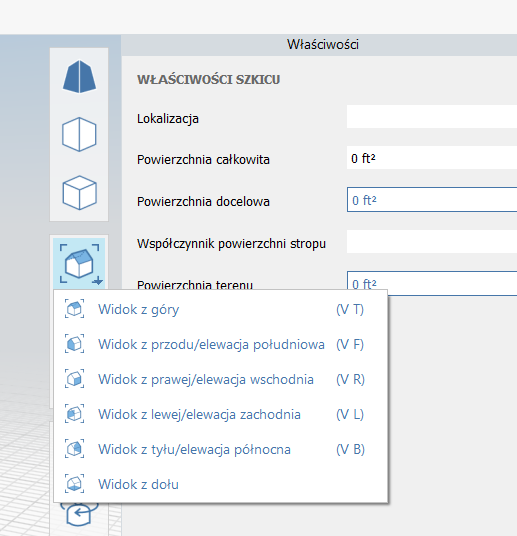 Właściwości
WŁAŚCIWOŚCI SZKICU
Lokalizacja
Powierzchnia całkowita 0 ft²
Powierzchnia docelowa 0 ft²
Współczynnik powierzchni stropu
Powierzchnia terenu 0 ft²
Widok z góry (V T)
Widok z przodu/elewacja południowa (V F)
Widok z prawej/elewacja wschodnia (V R)
Widok z lewej/elewacja zachodnia (V L)
Widok z tyłu/elewacja północna (V B)
Widok z dołu